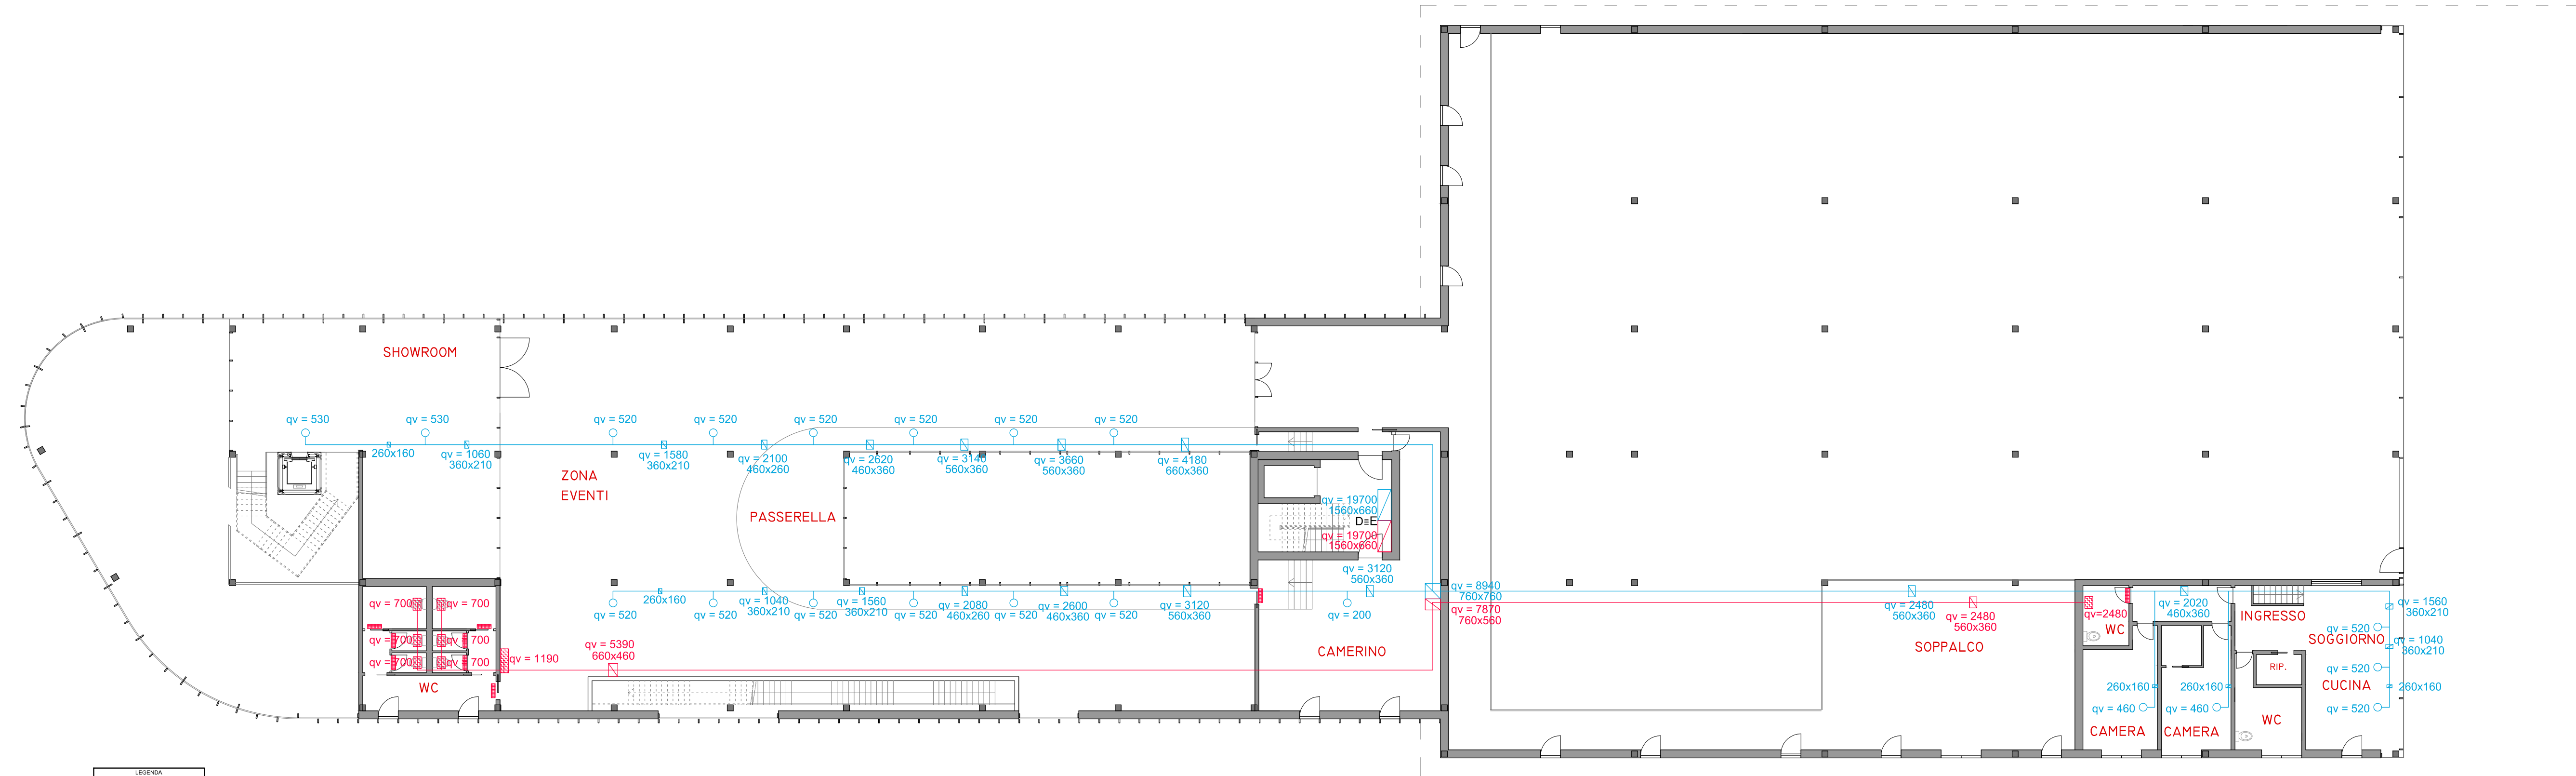 SHOWROOM
qv = 530
qv = 530
qv = 520
qv = 520
qv = 520
qv = 520
qv = 520
qv = 520
260x160
qv = 1060
360x210
qv = 1580
360x210
qv = 2100
460x260
qv = 2620
460x360
qv = 3140
560x360
qv = 3660
560x360
qv = 4180
660x360
ZONA
EVENTI
PASSERELLA
qv = 19700
1560x660
D=E
qv = 19700
1560x660
qv = 3120
560x360
qv = 8940
760x760
qv = 7870
760x560
260x160
qv = 1040
360x210
qv = 1560
360x210
qv = 2080
460x260
qv = 2600
460x360
qv = 3120
560x360
qv = 520
qv = 520
qv = 520
qv = 520
qv = 520
qv = 520
qv = 200
qv = 700
qv = 700
qv = 700
qv = 700
qv = 700
qv = 700
WC
qv = 1190
qv = 5390
660x460
CAMERINO
qv = 2480
560x360
qv = 2480
560x360
SOPPALCO
qv=2480
WC
qv = 2020
460x360
INGRESSO
qv = 1560
360x210
qv = 520
SOGGIORNO
qv = 1040
360x210
RIP.
qv = 520
CUCINA
260x160
260x160
260x160
qv = 460
qv = 460
qv = 520
CAMERA
CAMERA
WC
LEGENDA